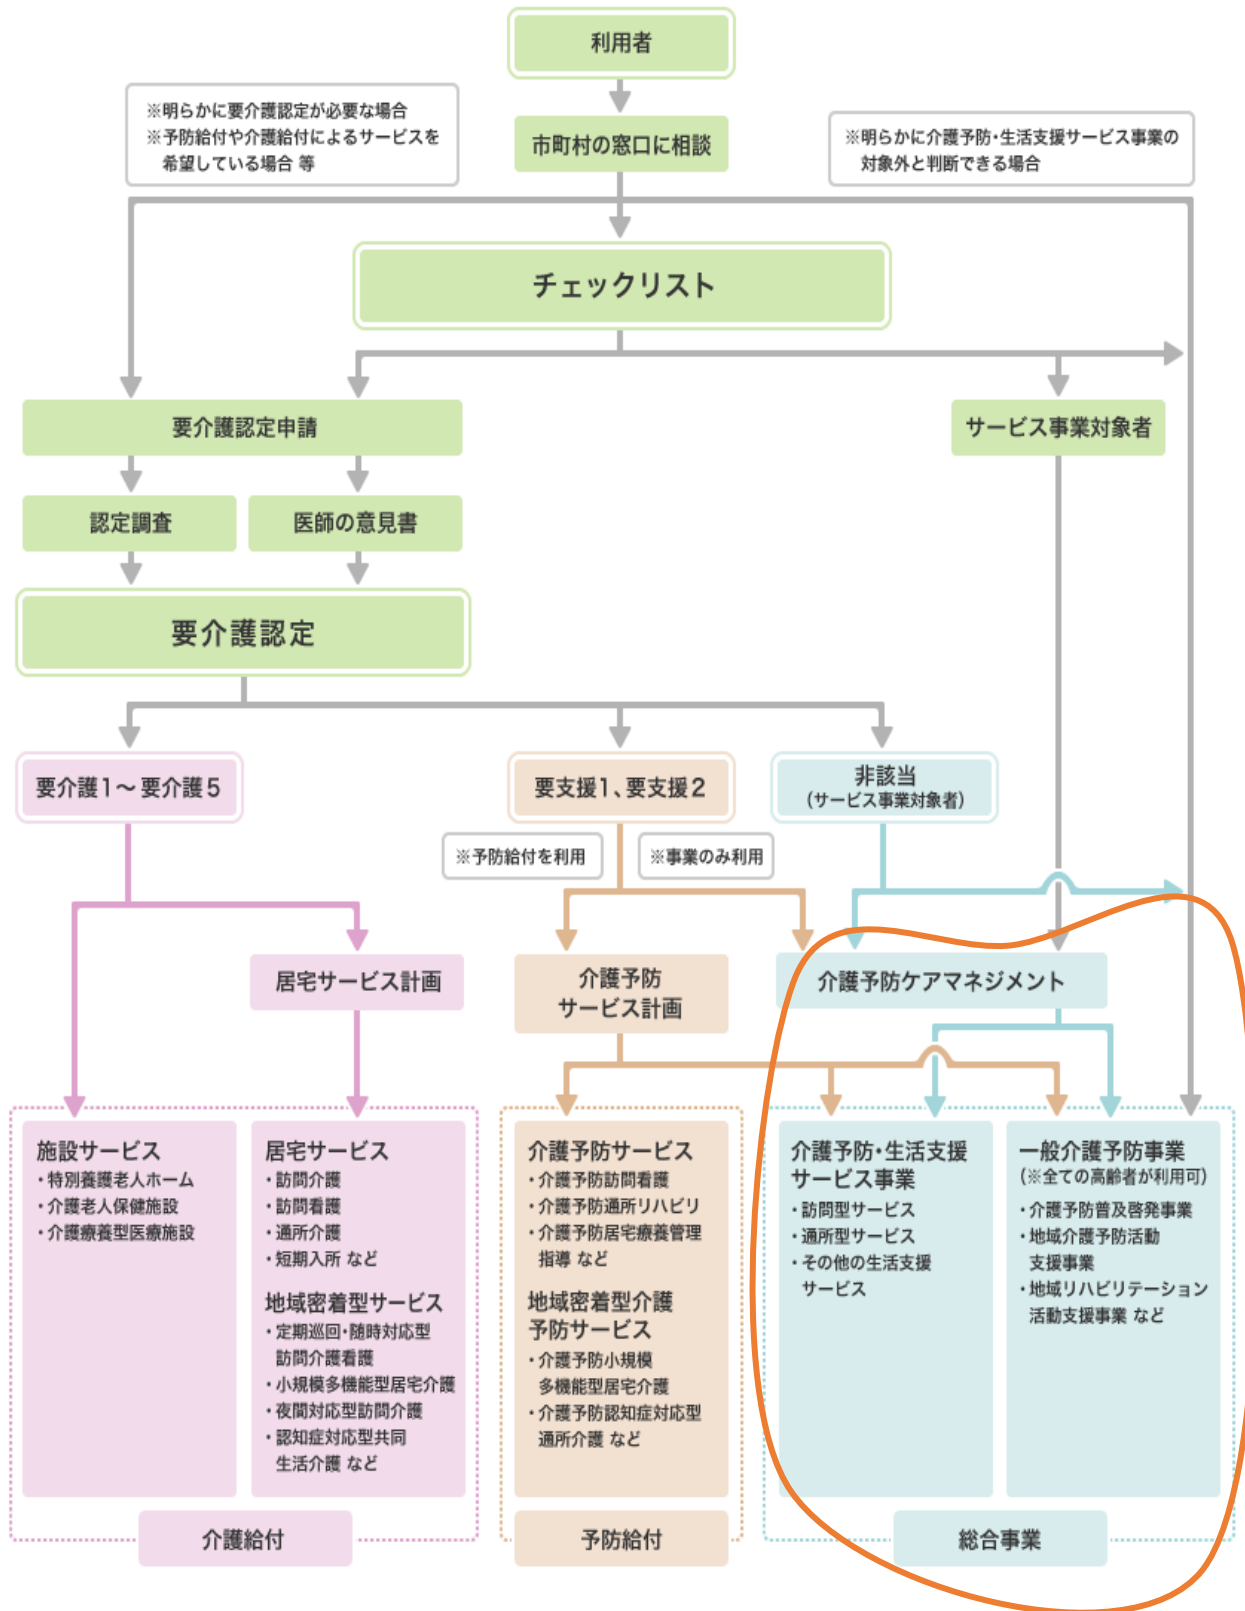 利用者
※明らかに要介護認定が必要な場合
※予防給付や介護給付によるサービスを
希望している場合 等
市町村の窓口に相談
※明らかに介護予防・生活支援サービス事業の
対象外と判断できる場合
チェックリスト
要介護認定申請
サービス事業対象者
認定調査
医師の意見書
要介護認定
要介護1～要介護5
要支援1、要支援2
非該当
(サービス事業対象者)
※予防給付を利用
※事業のみ利用
居宅サービス計画
介護予防
サービス計画
介護予防ケアマネジメント
施設サービス
・特別養護老人ホーム
・介護老人保健施設
・介護療養型医療施設
居宅サービス
・訪問介護
・訪問看護
・通所介護
・短期入所 など
地域密着型サービス
・定期巡回・随時対応型
訪問介護看護
・小規模多機能型居宅介護
・夜間対応型訪問介護
・認知症対応型共同
生活介護 など
介護予防サービス
・介護予防訪問看護
・介護予防通所リハビリ
・介護予防居宅療養管理
指導 など
地域密着型介護
予防サービス
・介護予防小規模
多機能型居宅介護
・介護予防認知症対応型
通所介護 など
介護予防・生活支援
サービス事業
・訪問型サービス
・通所型サービス
・その他の生活支援
サービス
一般介護予防事業
(※全ての高齢者が利用可)
・介護予防普及啓発事業
・地域介護予防活動
支援事業
・地域リハビリテーション
活動支援事業 など
介護給付
予防給付
総合事業